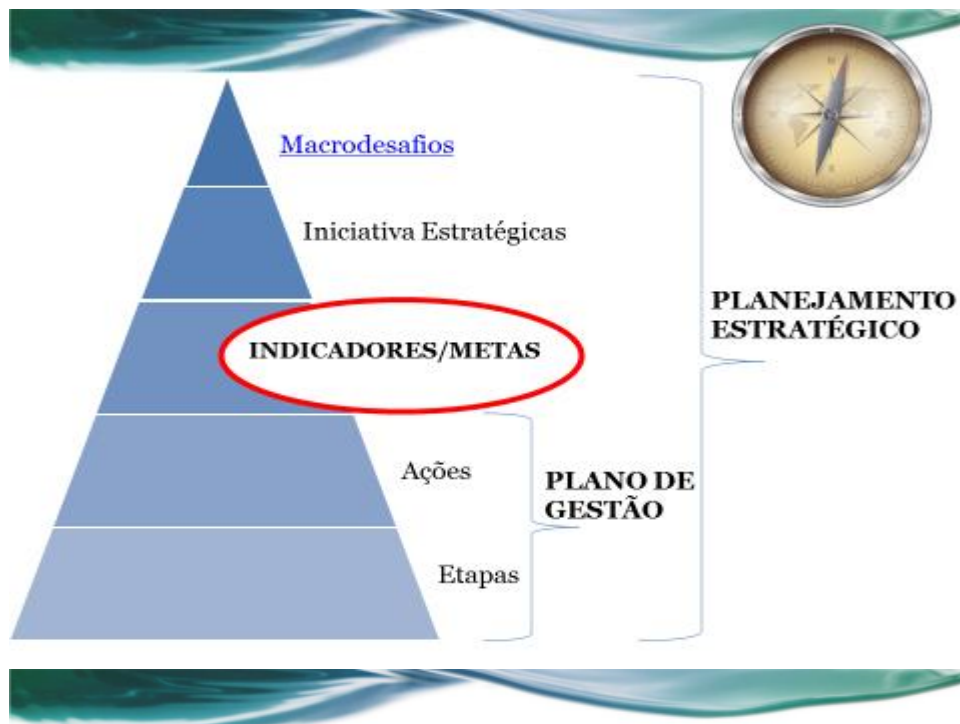 Macrodesafios
Iniciativa Estratégicas
INDICADORES/METAS
Ações
Etapas
PLANO DE
GESTÃO
PLANEJAMENTO
ESTRATÉGICO